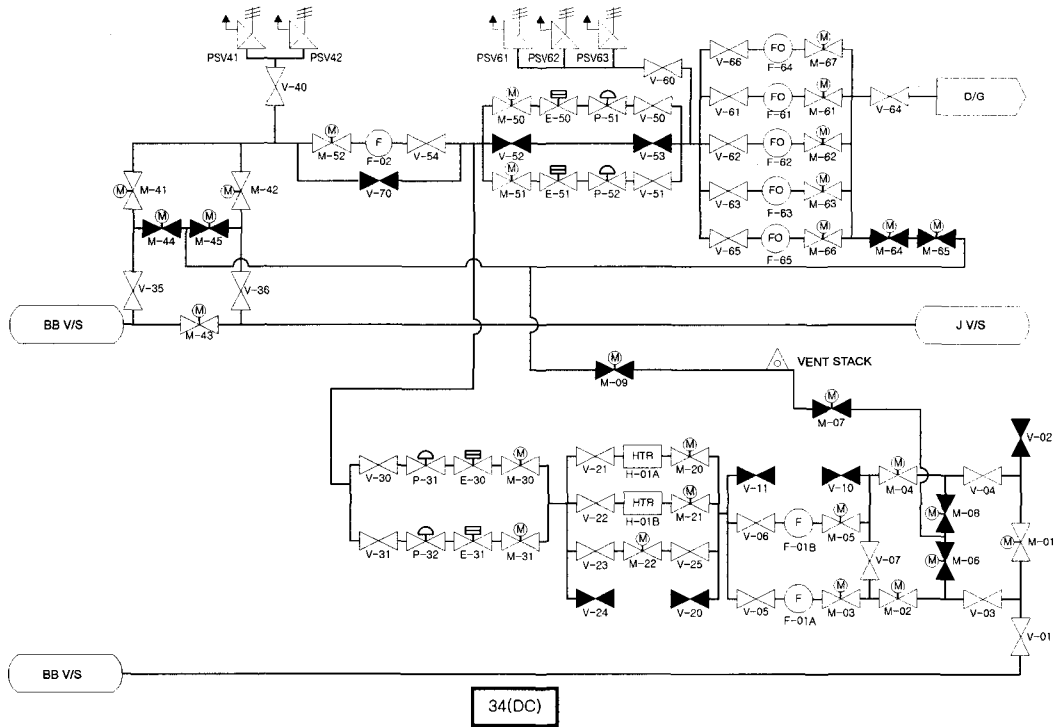 PSV41
PSV42
V-40
PSV61
PSV62
PSV63
V-60
V-66
FO
F-64
M
M-67
V-61
FO
F-61
M
M-61
V-64
D/G
M
M-50
E-50
P-51
V-50
M
M-52
F
F-02
V-54
V-52
V-53
V-62
FO
F-62
M
M-62
V-70
M
M-51
E-51
P-52
V-51
M
M-41
M
M-42
V-63
FO
F-63
M
M-63
M
M-44
M
M-45
V-65
FO
F-65
M
M-66
M
M-64
M
M-65
V-35
V-36
BB V/S
M
M-43
J V/S
M
M-09
VENT STACK
M
M-07
V-02
V-30
P-31
E-30
M
M-30
V-21
HTR
H-01A
M
M-20
V-11
V-10
M
M-04
V-04
V-22
HTR
H-01B
M
M-21
M
M-08
V-31
P-32
E-31
M
M-31
V-06
F
F-01B
M
M-05
M
M-01
V-23
M
M-22
V-25
V-07
M
M-06
V-24
V-20
V-05
F
F-01A
M
M-03
M
M-02
V-03
V-01
BB V/S
34(DC)